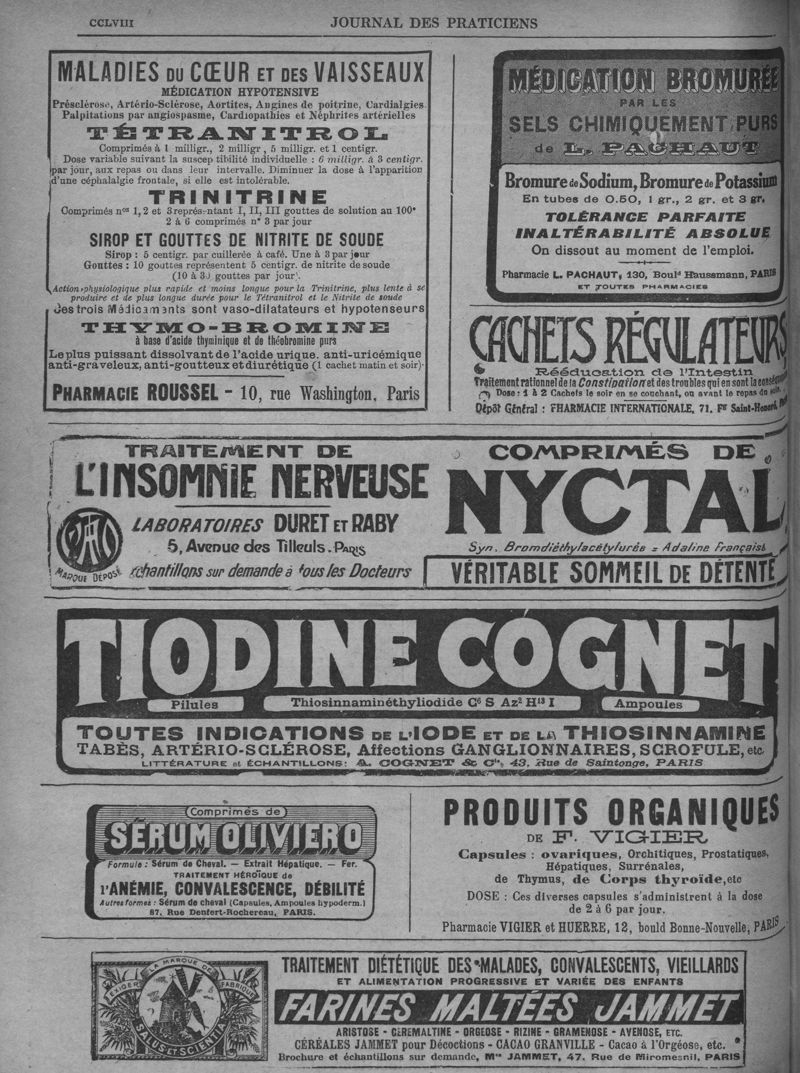 CCLVIII
JOURNAL DES PRATICIENS
MALADIES DU CŒUR ET DES VAISSEAUX
MÉDICATION HYPOTENSIVE
Présclérose, Artério-Sclérose, Aortites, Angines de poitrine, Cardialgies
Palpitations par angiospasme, Cardiopathies et Néphrites artérielles
TÉTRANITROL
Comprimés à 1 milligr., 2 milligr, 5 milligr. et 1 centigr.
Dose variable suivant la suscep tibilité individuelle : 6 milligr. à 3 centigr.
par jour, aux repas ou dans leur intervalle. Diminuer la dose à l'apparition
d'une céphalalgie frontale, si elle est intolérable.
TRINITRINE
Comprimés nos 1, 2 et 3 représentant I, II, III gouttes de solution au 100e
2 à 6 comprimés n° 3 par jour
SIROP ET GOUTTES DE NITRITE DE SOUDE
Sirop : 5 centigr. par cuillerée à café. Une à 3 par jour
Gouttes : 10 gouttes représentent 5 centigr. de nitrite de soude
(10 à 30 gouttes par jour).
Action physiologique plus rapide et moins longue pour la Trinitrine, plus lente à se
produire et de plus longue durée pour le Tétranitrol et le Nitrite de soude
Ces trois Médicaments sont vaso-dilatateurs et hypotenseurs
THYMO-BROMINE
à base d'acide thyminique et de théobromine purs
Le plus puissant dissolvant de l'acide urique. anti-uricémique
anti-graveleux, anti-goutteux et diurétique (1 cachet matin et soir).
PHARMACIE ROUSSEL - 10, rue Washington, Paris
MÉDICATION BROMURÉE
PAR LES
SELS CHIMIQUEMENT PURS
de L. PACHAUT
Bromure de Sodium, Bromure de Potassium
En tubes de 0.50, 1 gr., 2 gr. et 3 gr.
TOLÉRANCE PARFAITE
INALTÉRABILITÉ ABSOLUE
On dissout au moment de l'emploi.
Pharmacie L. PACHAUT, 130, Bould Haussmann, PARIS
ET TOUTES PHARMACIES
CACHETS RÉGULATEURS
Rééducation de l'Intestin
Traitement rationnel de la Constipation et des troubles qui en sont la
Dose : 1 à 2 Cachets le soir en se couchant, ou avant le repas du soir.
Dépôt Général : PHARMACIE INTERNATIONALE, 71, Fg Saint-Honoré,
TRAITEMENT DE
L'INSOMNIE NERVEUSE
LABORATOIRES DURET ET RABY
5, Avenue des Tilleuls. PARIS
MARQUE DÉPOSÉ
échantillons sur demande à tous les Docteurs
COMPRIMÉS DE
NYCTAL
Syn. Bromdiéthylacétylurée = Adaline Française
VÉRITABLE SOMMEIL DE DÉTENTE
TIODINE COGNET
Pilules
Thiosinnaminéthyliodide C6 S Az2 H13 I
Ampoules
TOUTES INDICATIONS DE L'IODE ET DE LA THIOSINNAMINE
TABÈS, ARTÉRIO-SCLÉROSE, Affections GANGLIONNAIRES, SCROFULE, etc.
LITTÉRATURE et ÉCHANTILLONS: A. COGNET & Cie, 43, Rue de Saintonge, PARIS
Comprimés de
SÉRUM OLIVIERO
Formule : Sérum de Cheval. — Extrait Hépatique. — Fer.
TRAITEMENT HÉROÏQUE de
l'ANÉMIE, CONVALESCENCE, DÉBILITÉ
Autres formes : Sérum de cheval (Capsules, Ampoules hypoderm.)
87, Rue Denfert-Rochereau, PARIS.
PRODUITS ORGANIQUES
DE F. VIGIER
Capsules : ovariques, Orchitiques, Prostatiques,
Hépatiques, Surrénales,
de Thymus, de Corps thyroïde, etc
DOSE : Ces diverses capsules s'administrent à la dose
de 2 à 6 par jour.
Pharmacie VIGIER et HUERRE, 12, bould Bonne-Nouvelle, PARIS
EXIGER LA MARQUE DE FABRIQUE
SALUS ET SCIENTIA
TRAITEMENT DIÉTÉTIQUE DES MALADES, CONVALESCENTS, VIEILLARDS
ET ALIMENTATION PROGRESSIVE ET VARIÉE DES ENFANTS
FARINES MALTÉES JAMMET
ARISTOSE - CÉRÉMALTINE - ORGÉOSE - RIZINE - GRAMENOSE - AVENOSE, ETC.
CÉRÉALES JAMMET pour Décoctions - CACAO GRANVILLE - Cacao à l'Orgéose, etc.
Brochure et échantillons sur demande, Mon JAMMET, 47, Rue de Miromesnil, PARIS